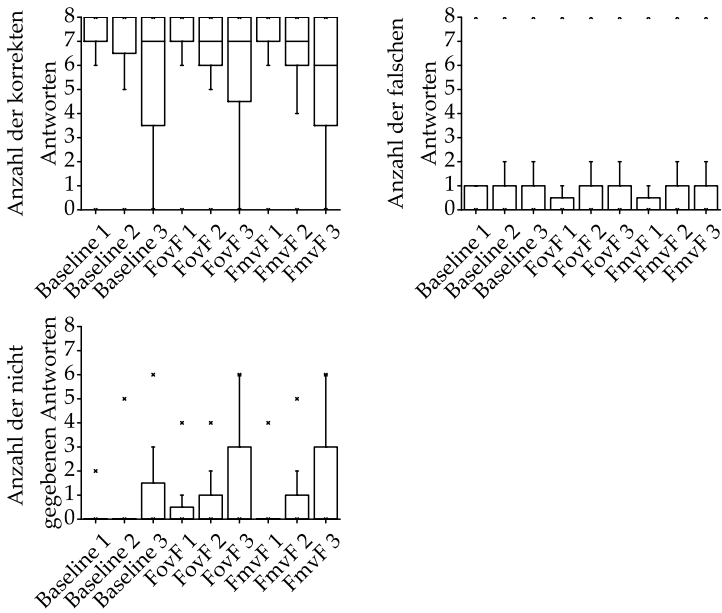 Anzahl der korrekten
Antworten
8
7
6
5
4
3
2
1
0
Baseline 1
Baseline 2
Baseline 3
FovF 1
FovF 2
FovF 3
FmvF 1
FmvF 2
FmvF 3
Anzahl der falschen
Antworten
8
7
6
5
4
3
2
1
0
Baseline 1
Baseline 2
Baseline 3
FovF 1
FovF 2
FovF 3
FmvF 1
FmvF 2
FmvF 3
Anzahl der nicht
gegebenen Antworten
8
7
6
5
4
3
2
1
0
Baseline 1
Baseline 2
Baseline 3
FovF 1
FovF 2
FovF 3
FmvF 1
FmvF 2
FmvF 3